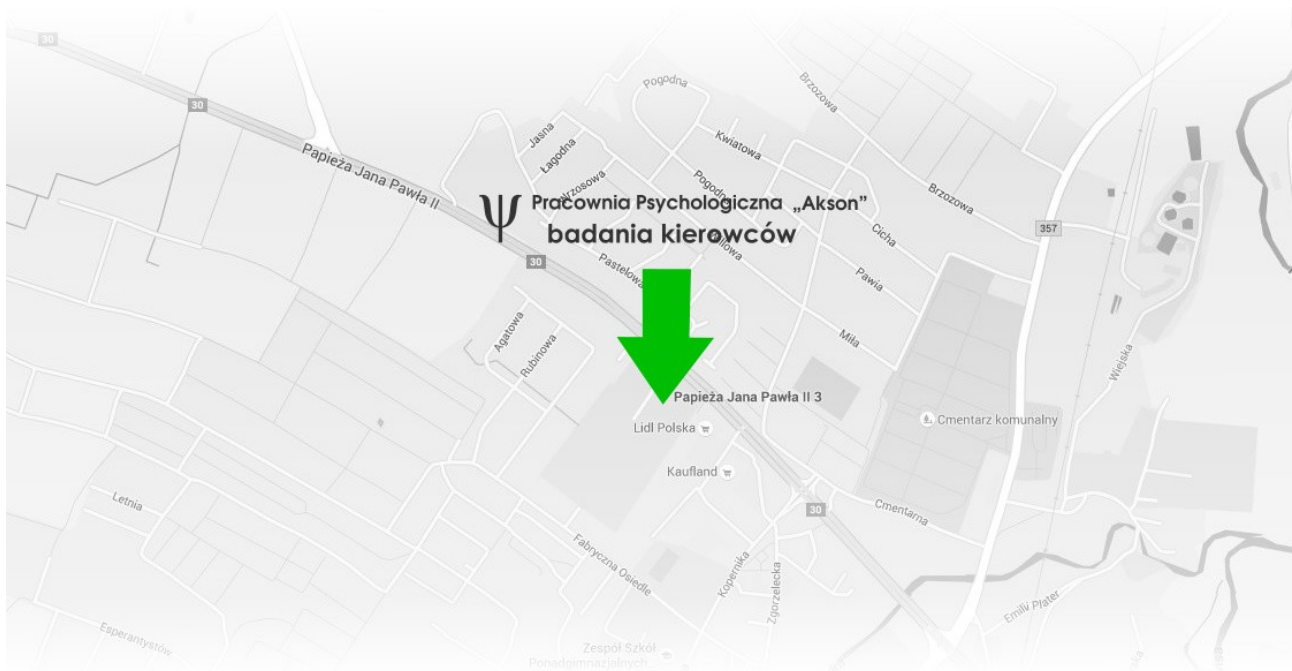 30
Pogodna
Brzozowa
30
Jasna
Łagodna
Kwiatowa
Papieża Jana Pawła II
Pogodna
Brzozowa
Pracownia Psychologiczna „Akson”
badania kierowców
357
Cicha
30
Pastelowa
Pawia
Agatowa
Rubinowa
Miła
Wiejska
Papieża Jana Pawła II 3
Lidl Polska
Cmentarz komunalny
Kaufland
Letnia
30
Cmentarna
Fabryczna Osiedle
Kopernika
Zgorzelecka
Emilii Plater
Esperantystów
Zespół Szkół
Ponadgimnazjalnych...